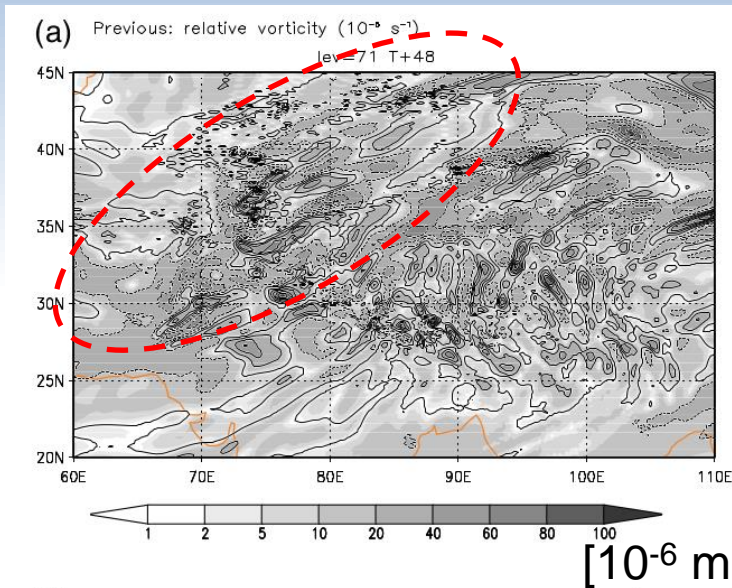 (a) Previous: relative vorticity (10⁻⁵ s⁻¹)
lev=71 T+48
45N
40N
35N
30N
25N
20N
60E 70E 80E 90E 100E 110E
1 2 5 10 20 40 60 80 100
[10⁻⁶ m